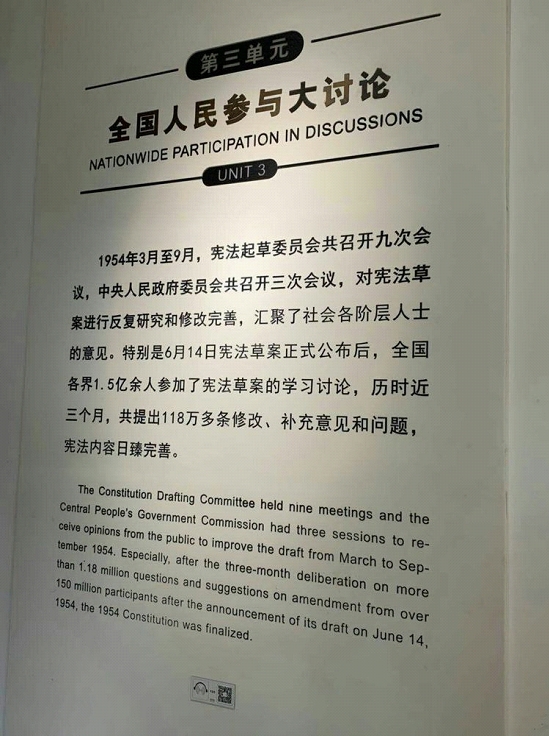 第三单元
全国人民参与大讨论
NATIONWIDE PARTICIPATION IN DISCUSSIONS
UNIT 3
1954年3月至9月，宪法起草委员会共召开九次会
议，中央人民政府委员会共召开三次会议，对宪法草
案进行反复研究和修改完善，汇聚了社会各阶层人士
的意见。特别是6月14日宪法草案正式公布后，全国
各界1.5亿余人参加了宪法草案的学习讨论，历时近
三个月，共提出118万多条修改、补充意见和问题，
宪法内容日臻完善。
The Constitution Drafting Committee held nine meetings and the
Central People's Government Commission had three sessions to re-
ceive opinions from the public to improve the draft from March to Sep-
tember 1954. Especially, after the three-month deliberation on more
than 1.18 million questions and suggestions on amendment from over
150 million participants after the announcement of its draft on June 14,
1954, the 1954 Constitution was finalized.